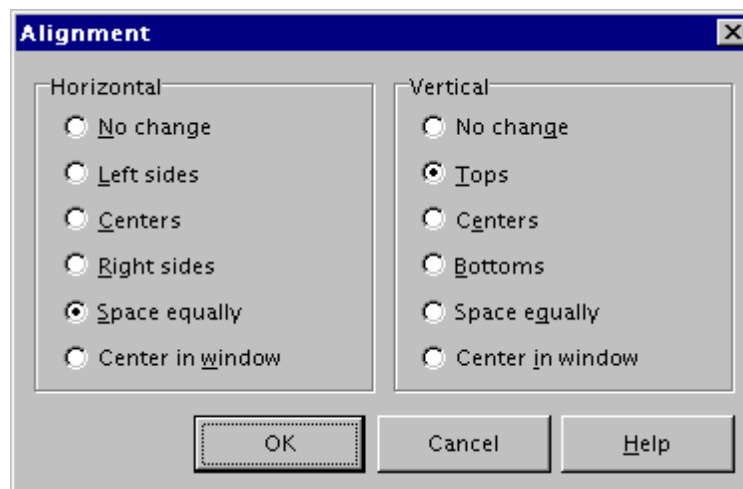 Alignment
Horizontal
No change
Left sides
Centers
Right sides
Space equally
Center in window
Vertical
No change
Tops
Centers
Bottoms
Space equally
Center in window
OK
Cancel
Help